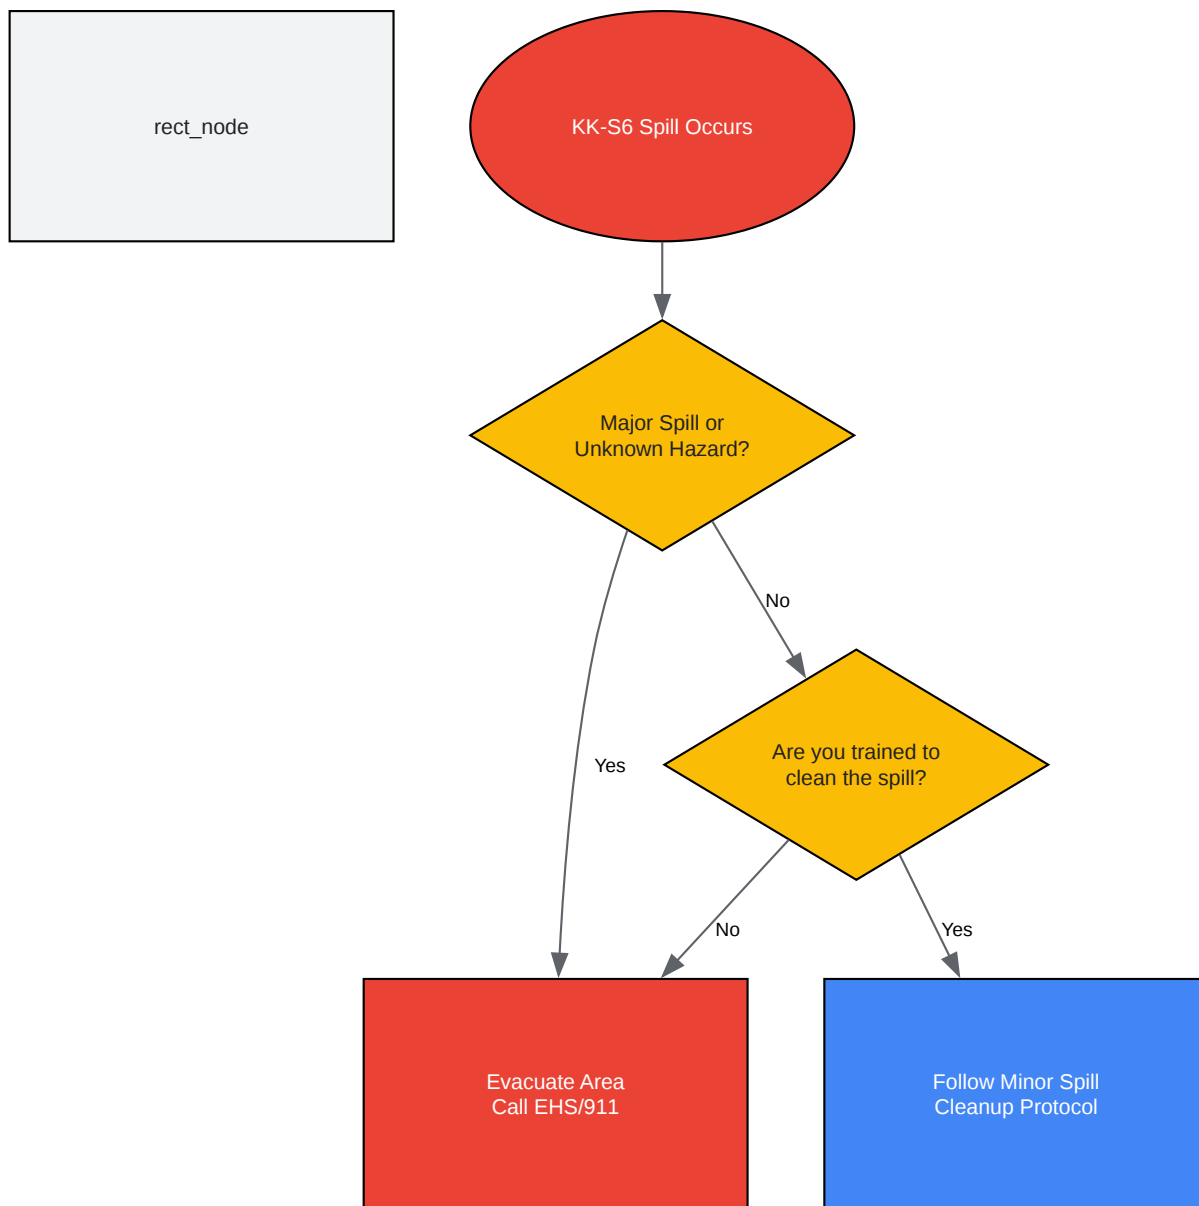 rect_node
KK-S6 Spill Occurs
Major Spill or
Unknown Hazard?
No
Are you trained to
clean the spill?
Yes
No
Yes
Evacuate Area
Call EHS/911
Follow Minor Spill
Cleanup Protocol